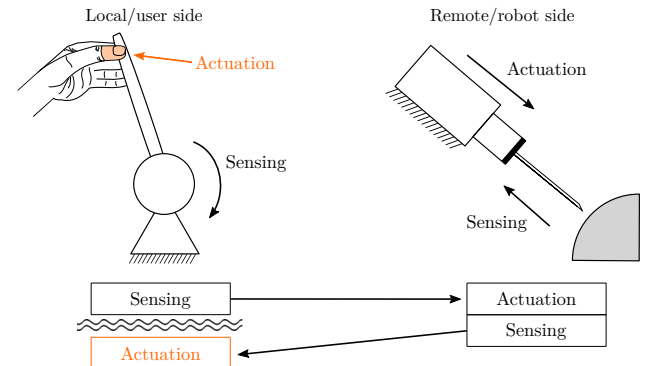 Local/user side
Remote/robot side
Actuation
Actuation
Sensing
Sensing
Sensing
Actuation
Sensing
Actuation